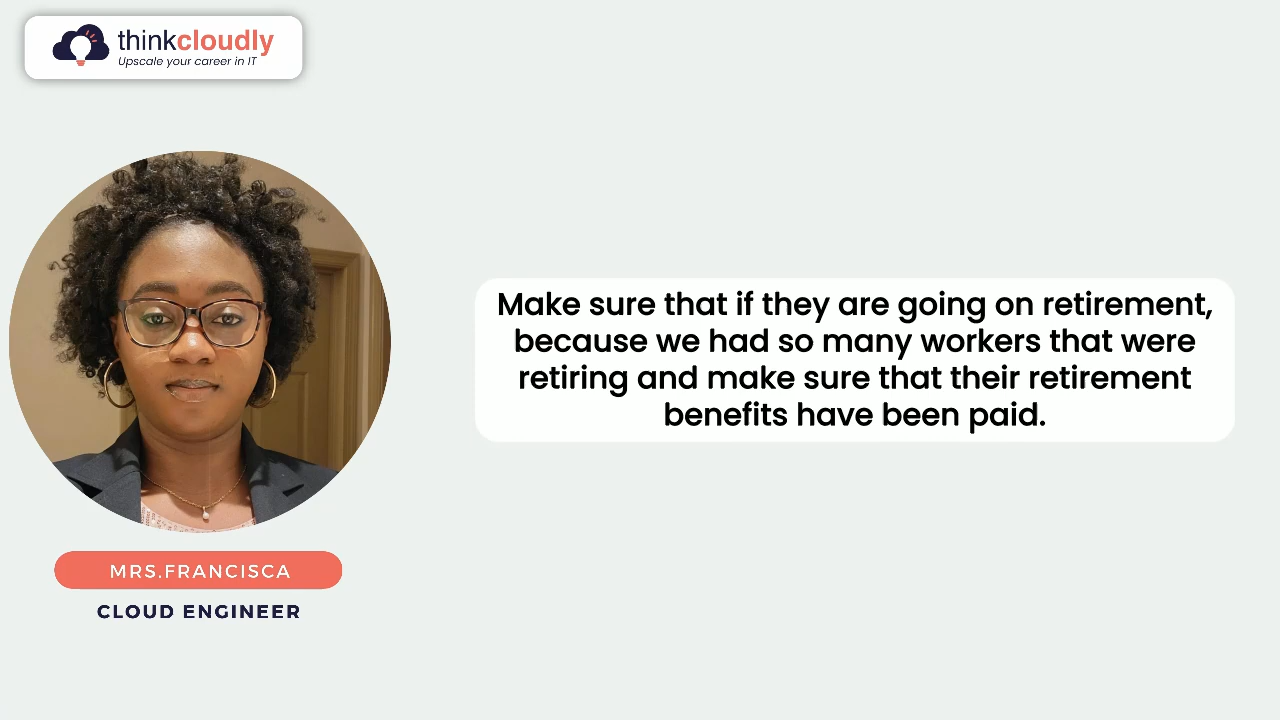 thinkcloudly
Upscale your career in IT
Make sure that if they are going on retirement,
because we had so many workers that were
retiring and make sure that their retirement
benefits have been paid.
MRS.FRANCISCA
CLOUD ENGINEER